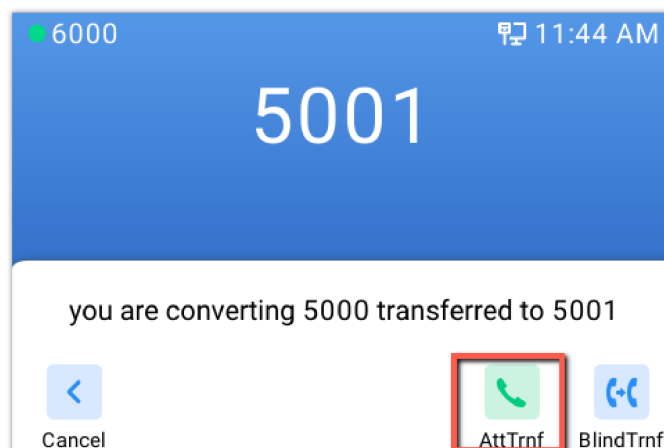 6000 11:44 AM
5001
you are converting 5000 transferred to 5001
Cancel AttTrnf BlindTrnf